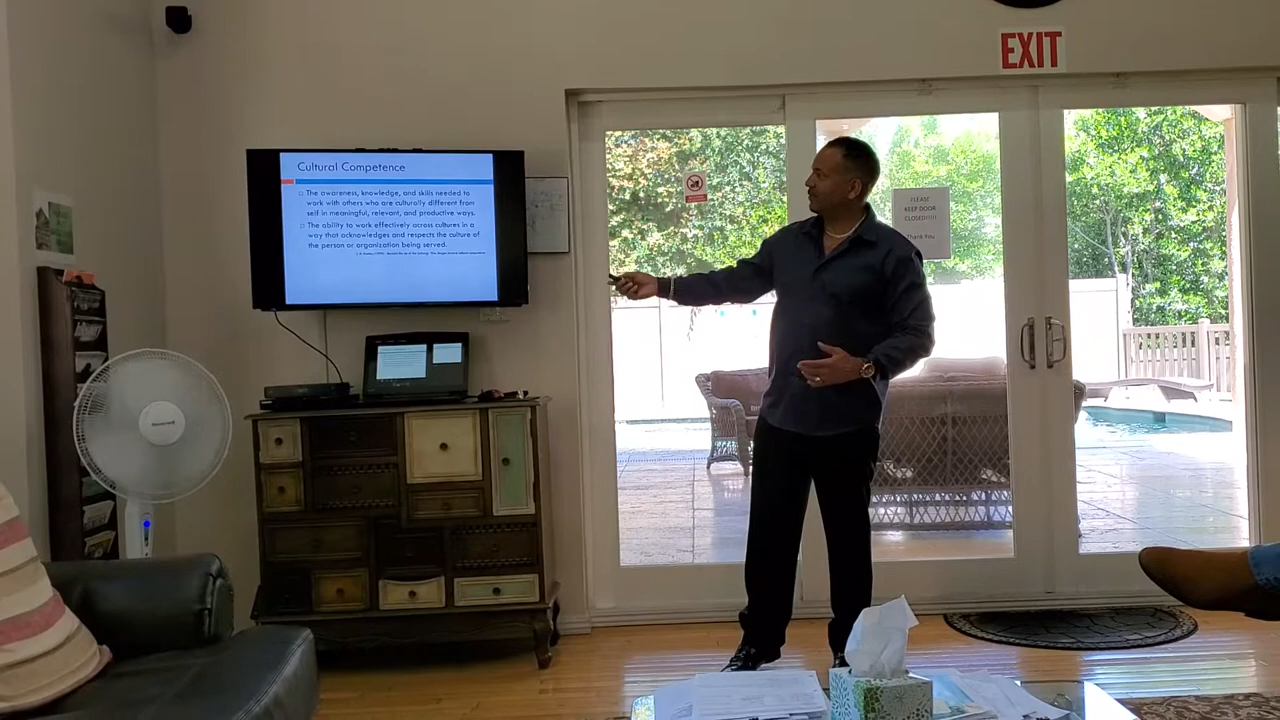 EXIT
Cultural Competence
The awareness, knowledge, and skills needed to
work with others who are culturally different from
self in meaningful, relevant, and productive ways.
The ability to work effectively across cultures in a
way that acknowledges and respects the culture of
the person or organization being served.
PLEASE
KEEP DOOR
CLOSED!!!!!
Thank You